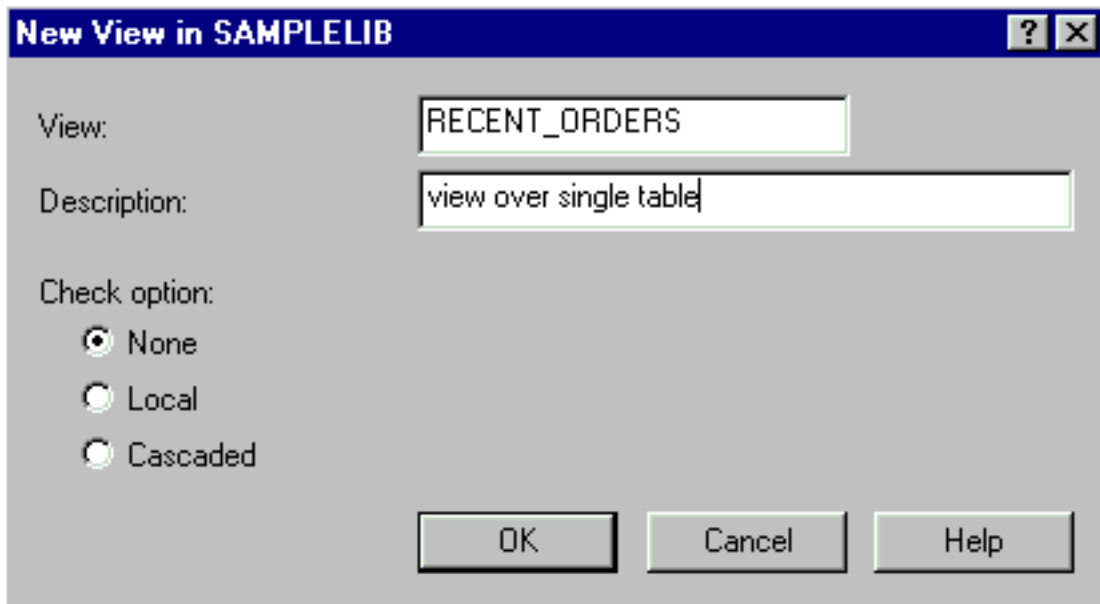 New View in SAMPLELIB
View: RECENT_ORDERS
Description: view over single table
Check option:
None
Local
Cascaded
OK Cancel Help